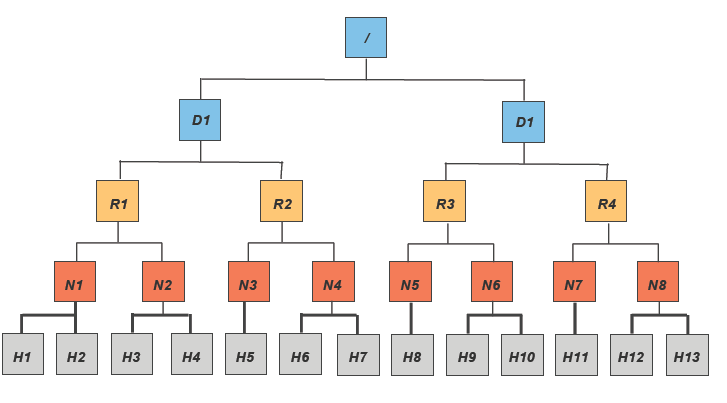 /
D1 D1
R1 R2 R3 R4
N1 N2 N3 N4 N5 N6 N7 N8
H1 H2 H3 H4 H5 H6 H7 H8 H9 H10 H11 H12 H13